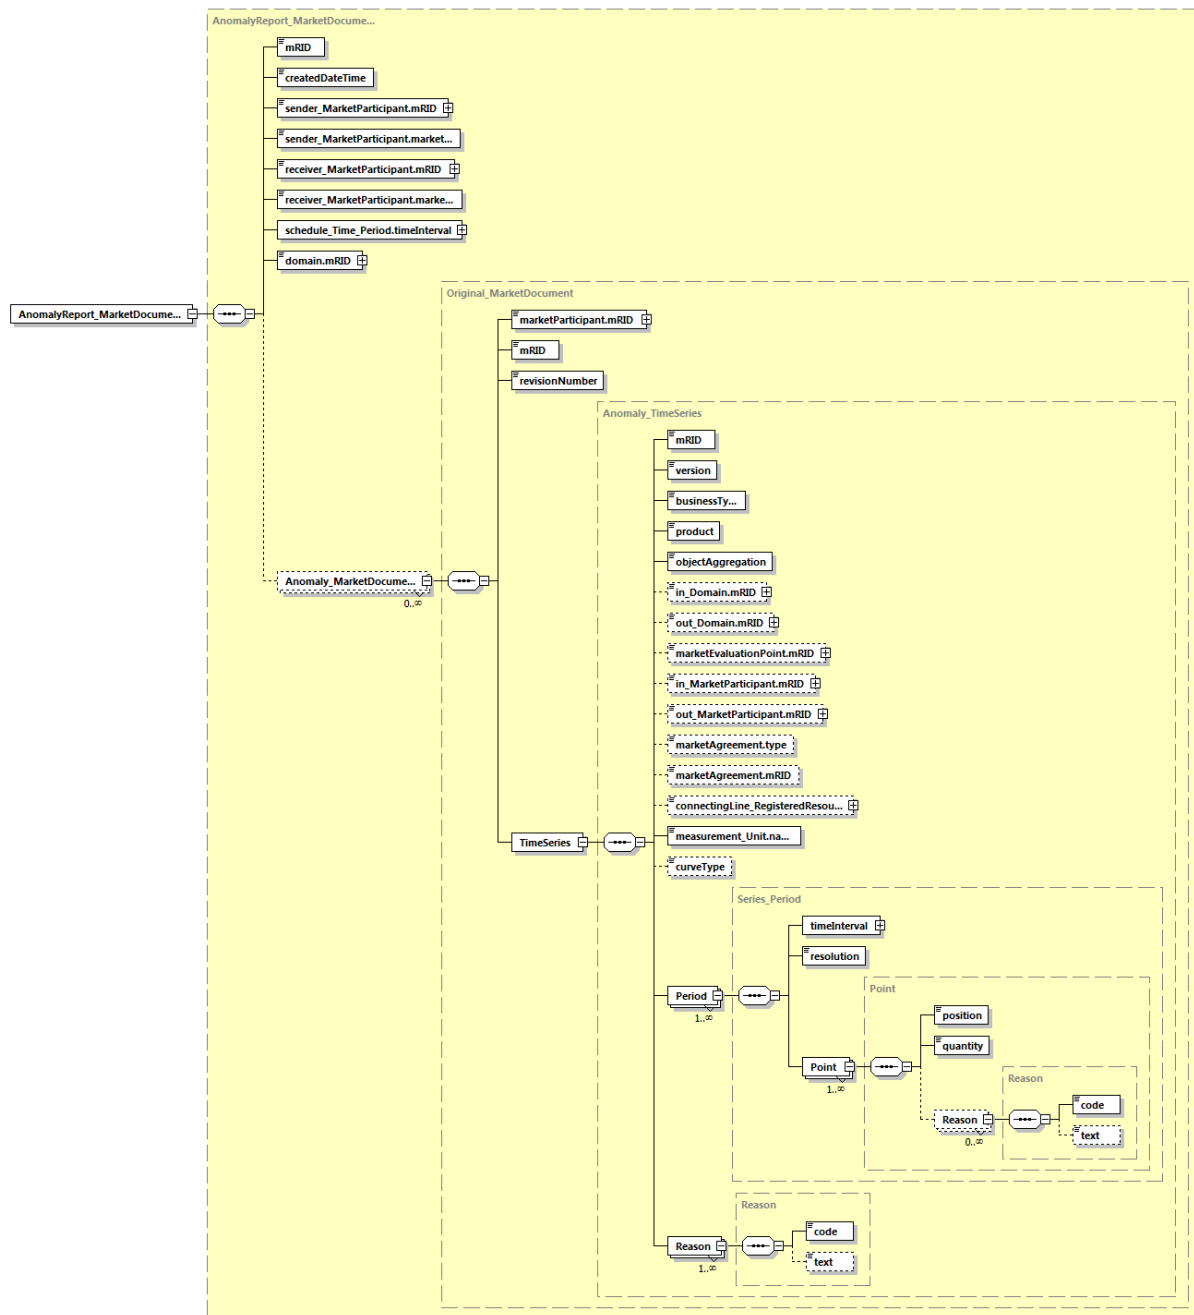 AnomalyReport_MarketDocume...
mRID
createdDateTime
sender_MarketParticipant.mRID
sender_MarketParticipant.market...
receiver_MarketParticipant.mRID
receiver_MarketParticipant.marke...
schedule_Time_Period.timeInterval
domain.mRID
Original_MarketDocument
AnomalyReport_MarketDocume...
marketParticipant.mRID
mRID
revisionNumber
Anomaly_TimeSeries
mRID
version
businessTy...
product
objectAggregation
Anomaly_MarketDocume...
0..∞
in_Domain.mRID
out_Domain.mRID
marketEvaluationPoint.mRID
in_MarketParticipant.mRID
out_MarketParticipant.mRID
marketAgreement.type
marketAgreement.mRID
connectingLine_RegisteredResou...
measurement_Unit.na...
TimeSeries
curveType
Series_Period
timeInterval
resolution
Point
Period
1..∞
position
quantity
Point
1..∞
Reason
code
Reason
0..∞
text
Reason
code
Reason
1..∞
text